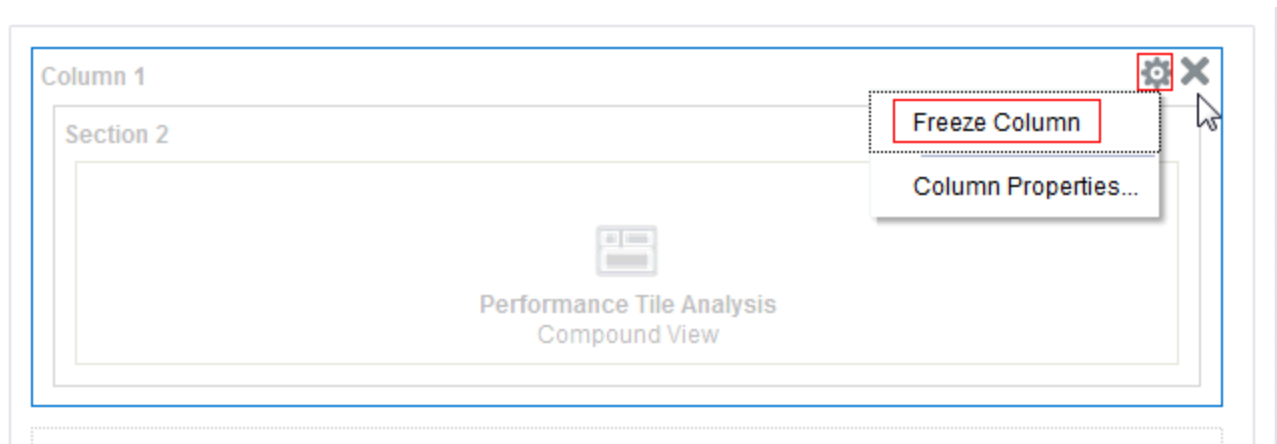 Column 1
Section 2
Freeze Column
Column Properties...
Performance Tile Analysis
Compound View